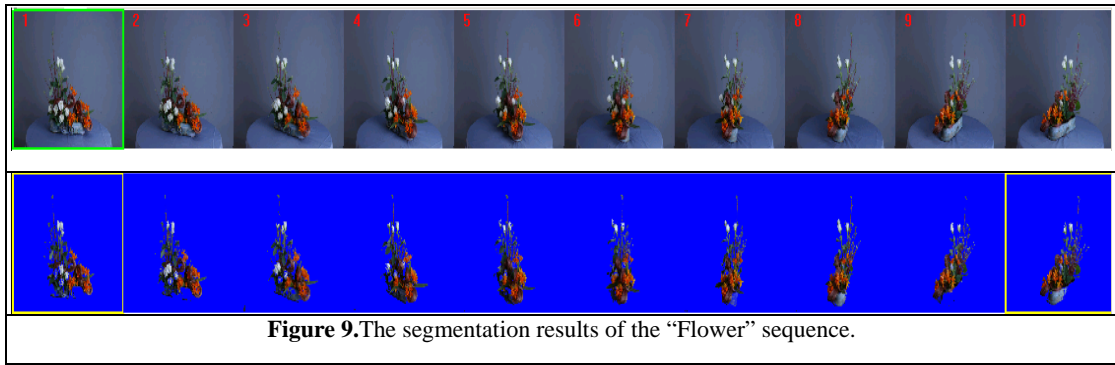 1 2 3 4 5 6 7 8 9 10
Figure 9.The segmentation results of the “Flower” sequence.